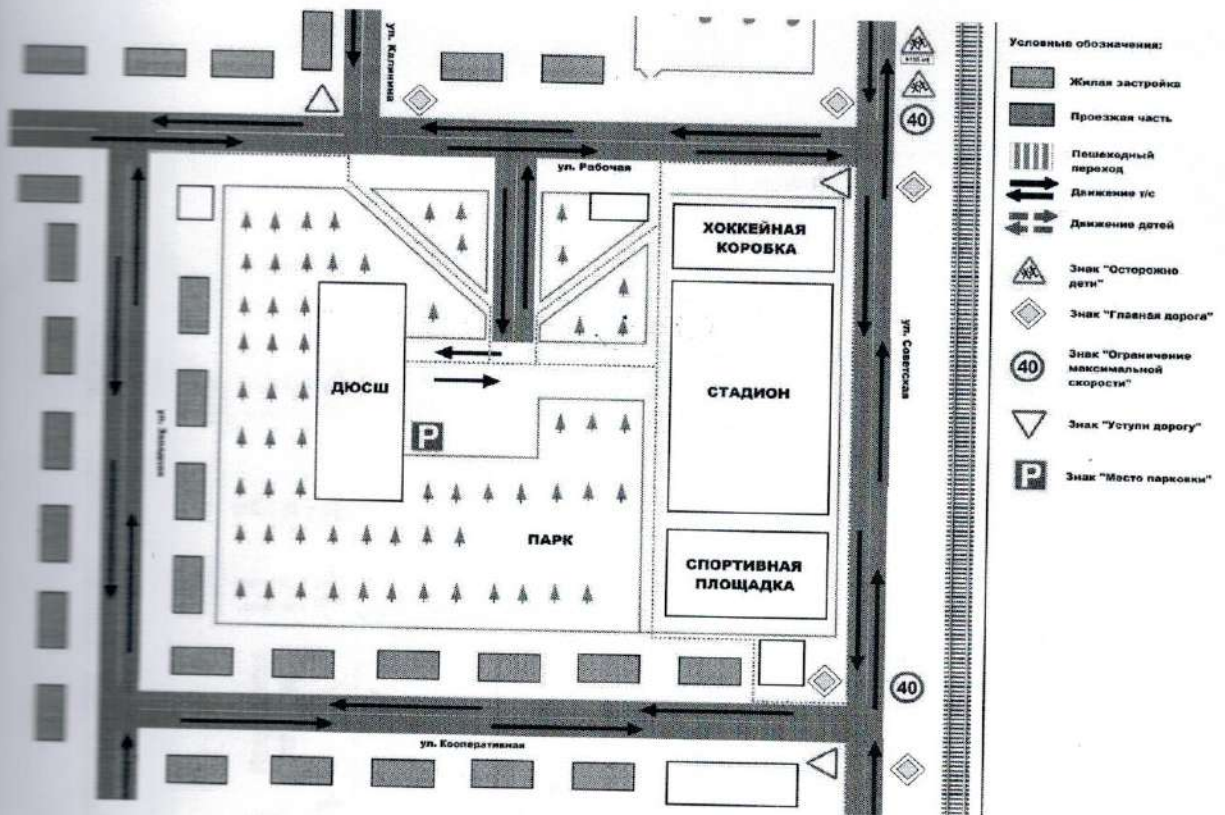 ул. Калинина
40
ул. Рабочая
ХОККЕЙНАЯ
КОРОБКА
ДЮСШ
СТАДИОН
ул. Советская
P
ПАРК
СПОРТИВНАЯ
ПЛОЩАДКА
40
ул. Кооперативная
Условные обозначения:
Жилая застройка
Проезжая часть
Пешеходный
переход
Движение т/с
Движение детей
Знак "Осторожно
дети"
Знак "Главная дорога"
40
Знак "Ограничение
максимальной
скорости"
Знак "Уступи дорогу"
P
Знак "Место парковки"